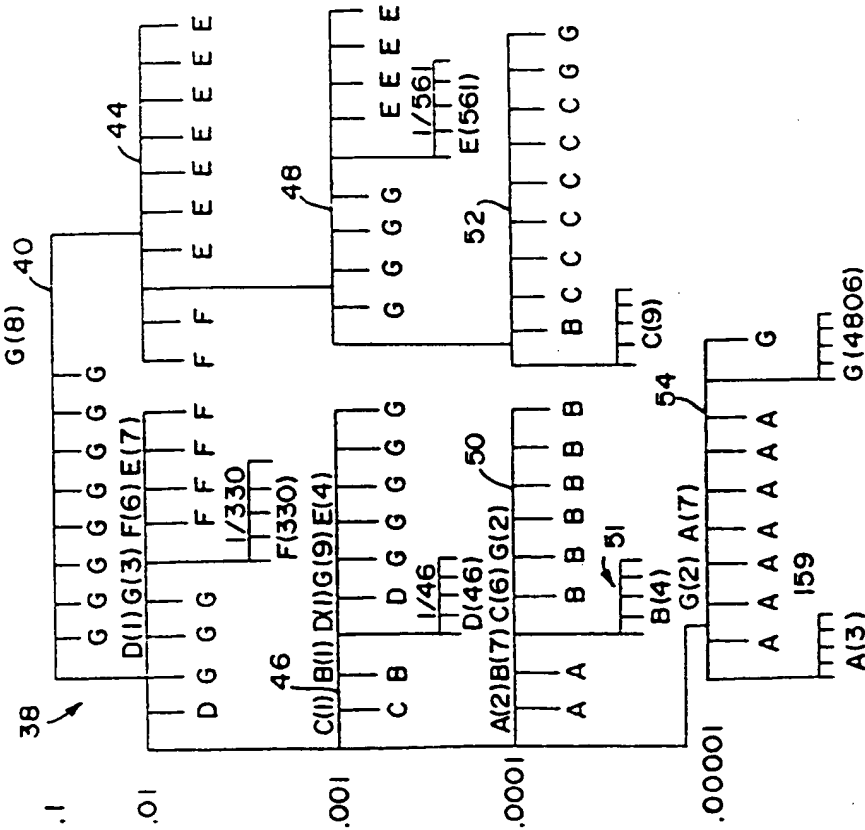 G(8)
40
.1
G G G G G G G G
38
44
D(1) G(3) F(6) E(7)
.01
D G G G F F F F F F E E E E E E E
1/330
F(330)
48
46
C(1) B(1) D(1) G(9) E(4)
.001
C B D G G G G G G G G G E E E E
1/46
D(46)
1/561
E(561)
50
52
A(2) B(7) C(6) G(2)
.0001
A A B B B B B B B C C C C C C G G
51
B(4)
C(9)
54
G(2) A(7)
.00001
A A A A A A A G
159
A(3)
G(4806)